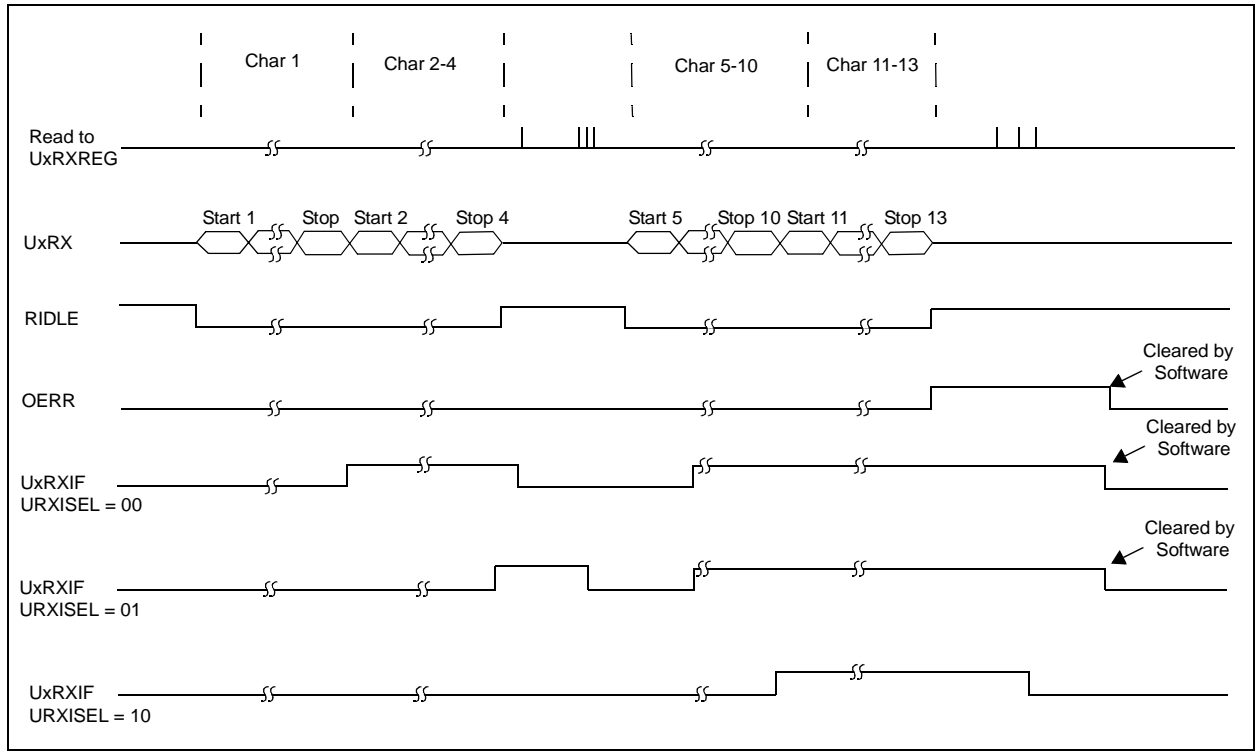 Char 1
Char 2-4
Char 5-10
Char 11-13
Read to
UxRXREG
Start 1
Stop
Start 2
Stop 4
Start 5
Stop 10
Start 11
Stop 13
UxRX
RIDLE
Cleared by
Software
OERR
Cleared by
Software
UxRXIF
URXISEL = 00
Cleared by
Software
UxRXIF
URXISEL = 01
UxRXIF
URXISEL = 10